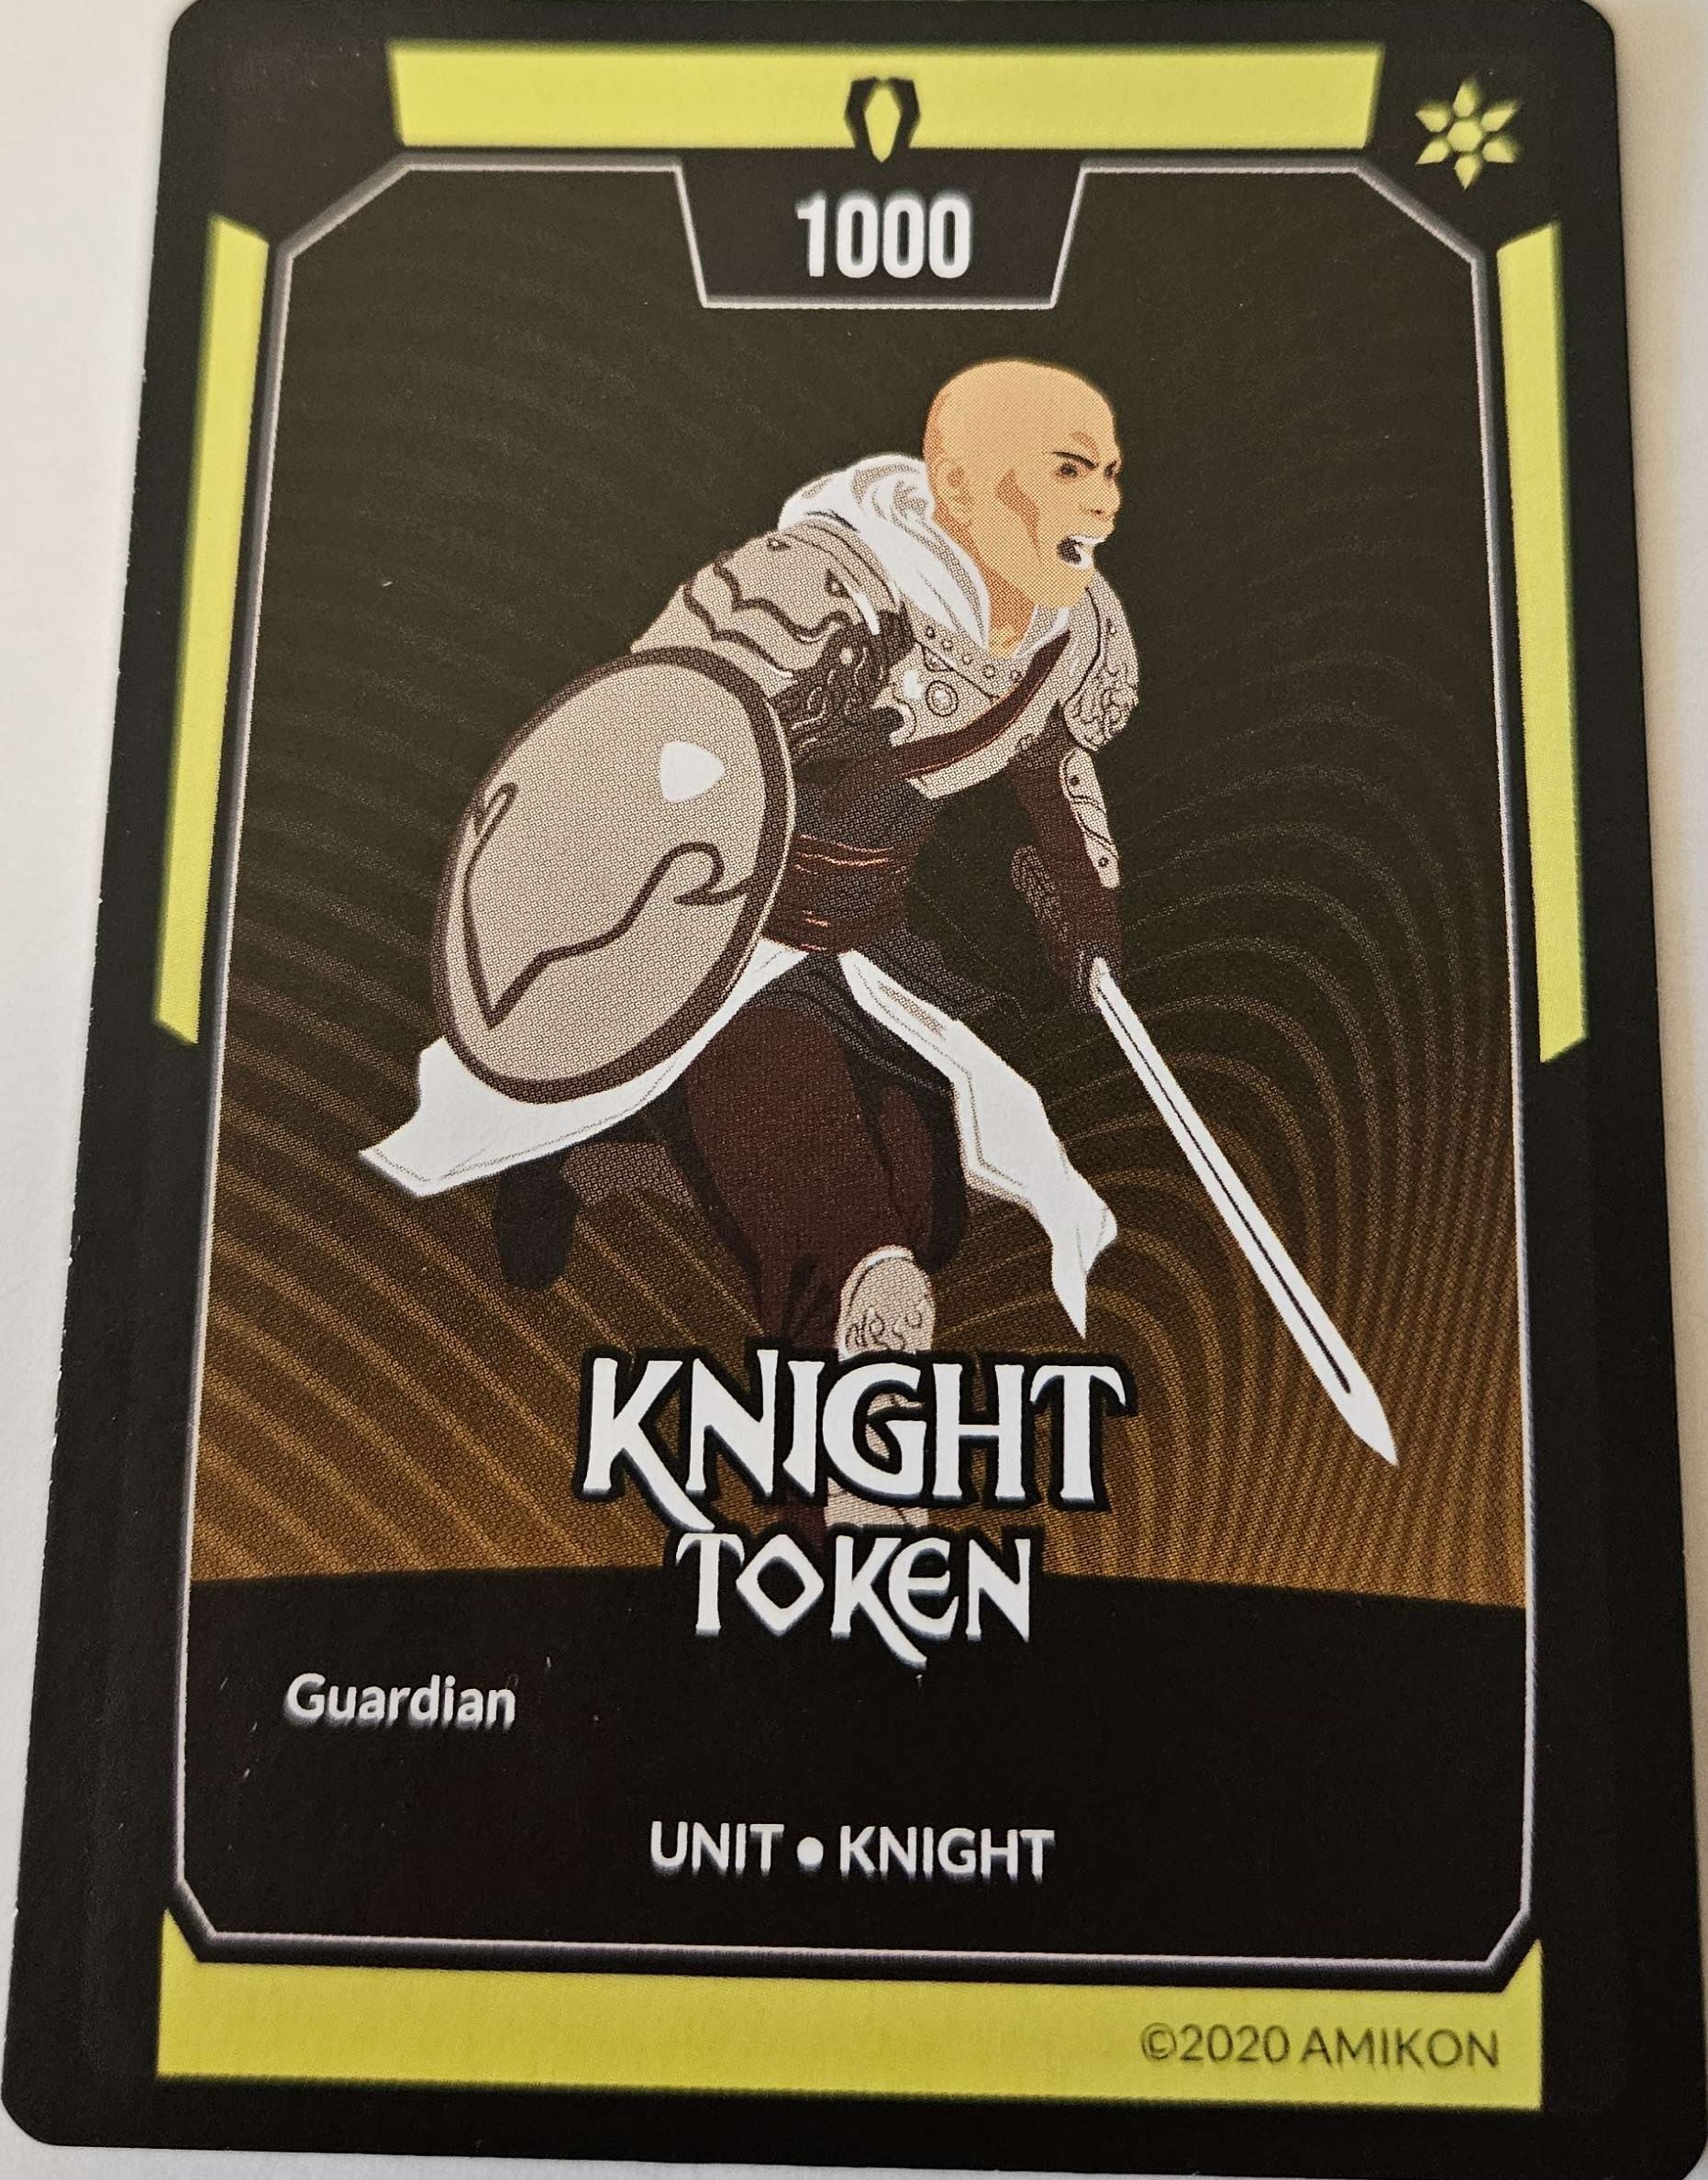 1000
KNIGHT
TOKEN
Guardian
UNIT • KNIGHT
©2020 AMIKON